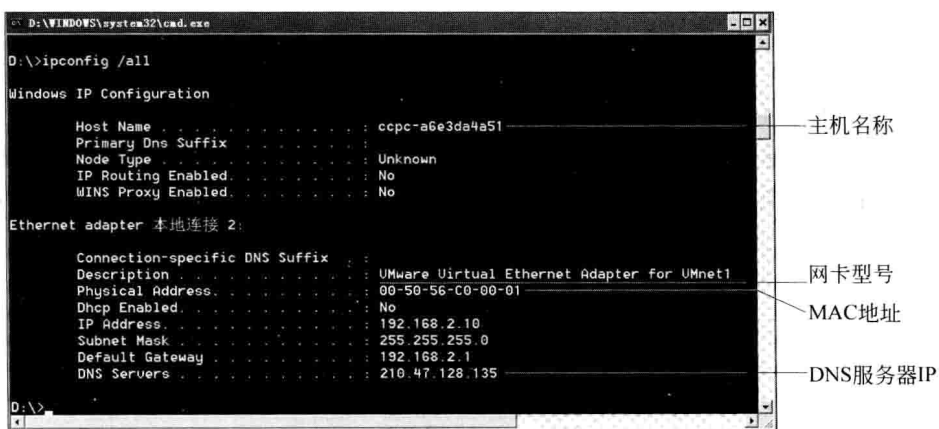 D:\WINDOWS\system32\cmd.exe
D:\>ipconfig /all
Windows IP Configuration
Host Name . . . . . . . . . . . . : ccpc-a6e3da4a51
主机名称
Primary Dns Suffix . . . . . . . :
Node Type . . . . . . . . . . . . : Unknown
IP Routing Enabled. . . . . . . . : No
WINS Proxy Enabled. . . . . . . . : No
Ethernet adapter 本地连接 2:
Connection-specific DNS Suffix . :
Description . . . . . . . . . . . : VMware Virtual Ethernet Adapter for VMnet1
网卡型号
Physical Address. . . . . . . . . : 00-50-56-C0-00-01
MAC地址
Dhcp Enabled. . . . . . . . . . . : No
IP Address. . . . . . . . . . . . : 192.168.2.10
Subnet Mask . . . . . . . . . . . : 255.255.255.0
Default Gateway . . . . . . . . . : 192.168.2.1
DNS Servers . . . . . . . . . . . : 210.47.128.135
DNS服务器IP
D:\>